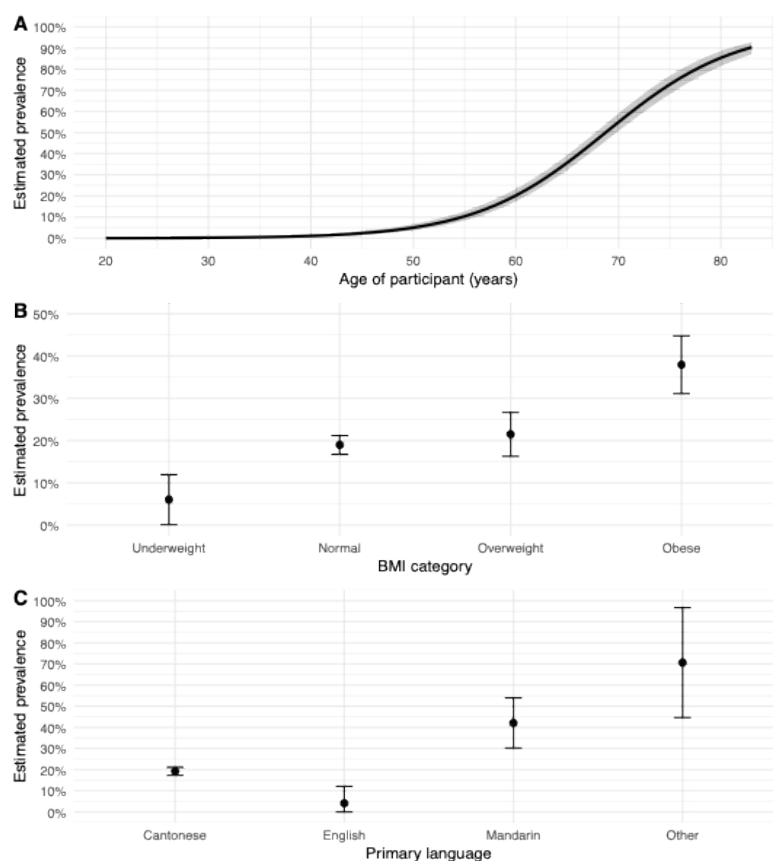 A
Estimated prevalence
100%
90%
80%
70%
60%
50%
40%
30%
20%
10%
0%
20 30 40 50 60 70 80
Age of participant (years)
B
Estimated prevalence
50%
40%
30%
20%
10%
0%
Underweight Normal Overweight Obese
BMI category
C
Estimated prevalence
100%
90%
80%
70%
60%
50%
40%
30%
20%
10%
0%
Cantonese English Mandarin Other
Primary language